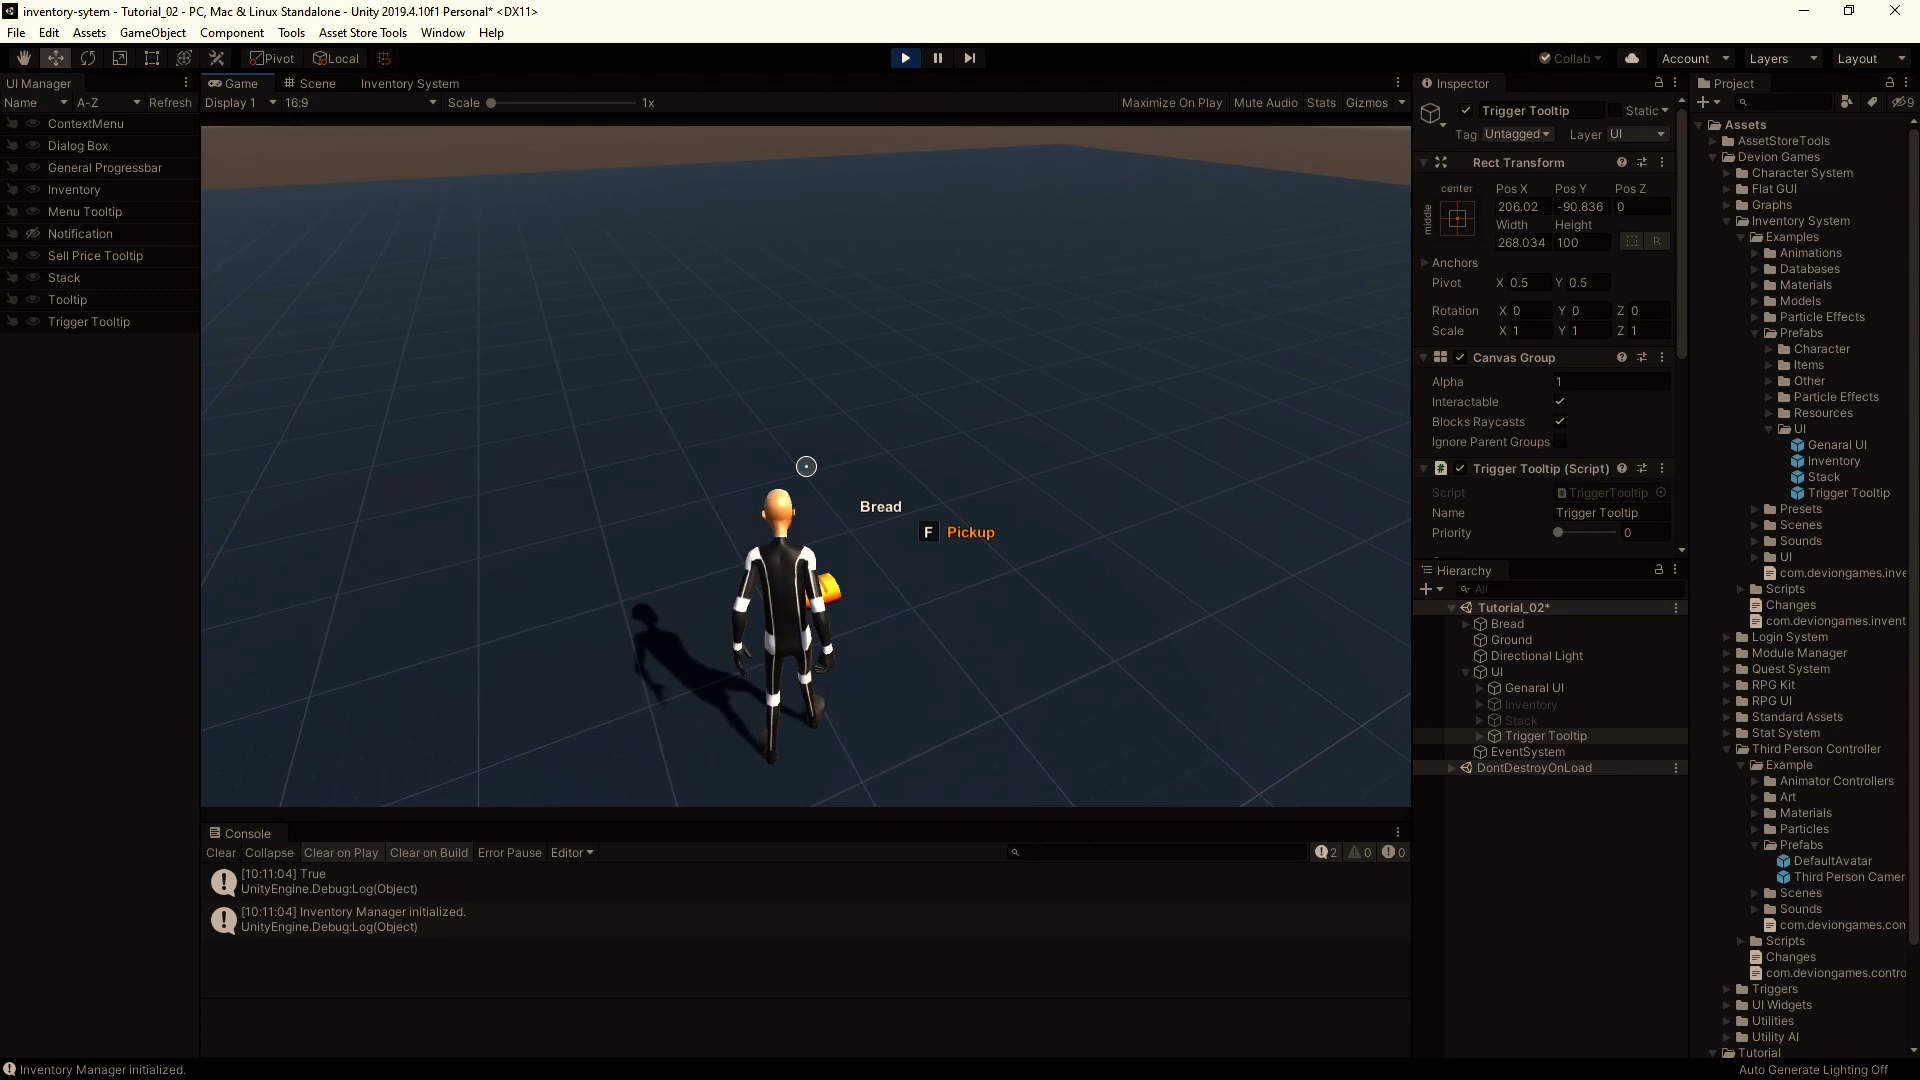 inventory-sytem - Tutorial_02 - PC, Mac & Linux Standalone - Unity 2019.4.10f1 Personal* <DX11>
File Edit Assets GameObject Component Tools Asset Store Tools Window Help
Pivot Local Collab Account Layers Layout
UI Manager
Name A-Z Refresh
ContextMenu
Dialog Box
General Progressbar
Inventory
Menu Tooltip
Notification
Sell Price Tooltip
Stack
Tooltip
Trigger Tooltip
Game Scene Inventory System
Display 1 16:9 Scale 1x Maximize On Play Mute Audio Stats Gizmos
Bread
F Pickup
Console
Clear Collapse Clear on Play Clear on Build Error Pause Editor 2 0 0
[10:11:04] True
UnityEngine.Debug:Log(Object)
[10:11:04] Inventory Manager initialized.
UnityEngine.Debug:Log(Object)
Inspector
Trigger Tooltip Static
Tag Untagged Layer UI
Rect Transform
center Pos X Pos Y Pos Z
middle 206.02 -90.836 0
Width Height
268.034 100 R
Anchors
Pivot X 0.5 Y 0.5
Rotation X 0 Y 0 Z 0
Scale X 1 Y 1 Z 1
Canvas Group
Alpha 1
Interactable
Blocks Raycasts
Ignore Parent Groups
# Trigger Tooltip (Script)
Script TriggerTooltip
Name Trigger Tooltip
Priority 0
Hierarchy
All
Tutorial_02*
Bread
Ground
Directional Light
UI
Genaral UI
Inventory
Stack
Trigger Tooltip
EventSystem
DontDestroyOnLoad
Project
9
Assets
AssetStoreTools
Devion Games
Character System
Flat GUI
Graphs
Inventory System
Examples
Animations
Databases
Materials
Models
Particle Effects
Prefabs
Character
Items
Other
Particle Effects
Resources
UI
Genaral UI
Inventory
Stack
Trigger Tooltip
Presets
Scenes
Sounds
UI
com.deviongames.inve
Scripts
Changes
com.deviongames.invent
Login System
Module Manager
Quest System
RPG Kit
RPG UI
Standard Assets
Stat System
Third Person Controller
Example
Animator Controllers
Art
Materials
Particles
Prefabs
DefaultAvatar
Third Person Camer
Scenes
Sounds
com.deviongames.con
Scripts
Changes
com.deviongames.contro
Triggers
UI Widgets
Utilities
Utility AI
Tutorial
Inventory Manager initialized.
Auto Generate Lighting Off